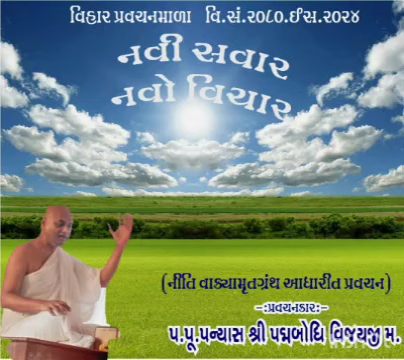 વિહાર પ્રવચનમાળા વિ.સં.૨૦૮૦.ઈસ.૨૦૨૪
નવી સવાર
નવો વિચાર
(નીતિ વાક્યામૃતગ્રંથ આધારીત પ્રવચન)
-:પ્રવચનકાર:-
પ.પૂ.પન્યાસ શ્રી પદ્મબોધિ વિજયજી મ.